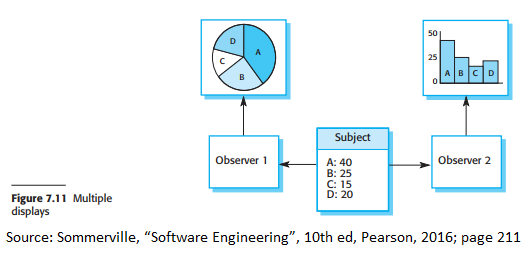 D
A
C
B
50
25
0
A B C D
Observer 1
Subject
A: 40
B: 25
C: 15
D: 20
Observer 2
Figure 7.11 Multiple
displays
Source: Sommerville, “Software Engineering”, 10th ed, Pearson, 2016; page 211